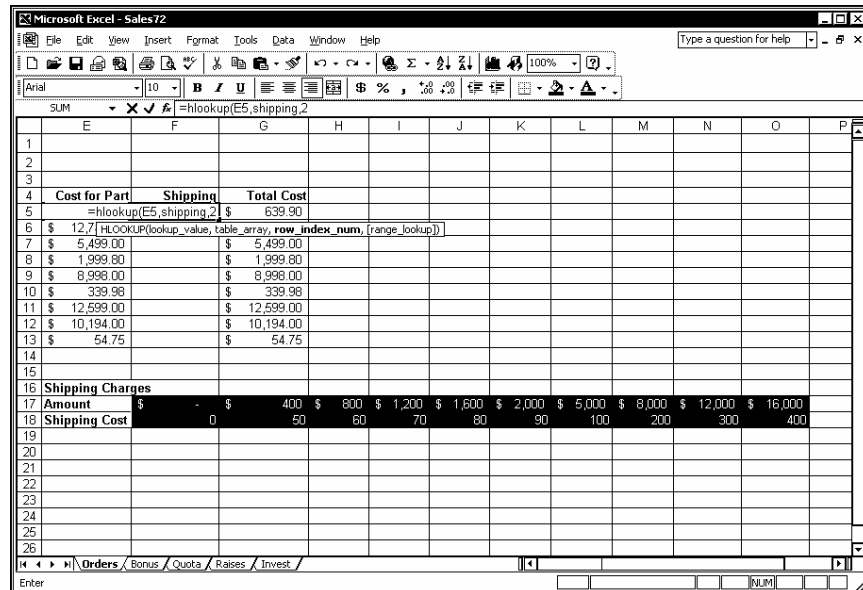 Microsoft Excel - Sales72
File Edit View Insert Format Tools Data Window Help Type a question for help
100%
Arial 10 B I U $ % ,
SUM =hlookup(E5,shipping,2
E F G H I J K L M N O P
1
2
3
4 Cost for Part Shipping Total Cost
5 =hlookup(E5,shipping,2 $ 639.90
6 $ 12,7 HLOOKUP(lookup_value, table_array, row_index_num, [range_lookup])
7 $ 5,499.00 $ 5,499.00
8 $ 1,999.80 $ 1,999.80
9 $ 8,998.00 $ 8,998.00
10 $ 339.98 $ 339.98
11 $ 12,599.00 $ 12,599.00
12 $ 10,194.00 $ 10,194.00
13 $ 54.75 $ 54.75
14
15
16 Shipping Charges
17 Amount $ - $ 400 $ 800 $ 1,200 $ 1,600 $ 2,000 $ 5,000 $ 8,000 $ 12,000 $ 16,000
18 Shipping Cost 0 50 60 70 80 90 100 200 300 400
19
20
21
22
23
24
25
26
Orders Bonus Quota Raises Invest
Enter NUM